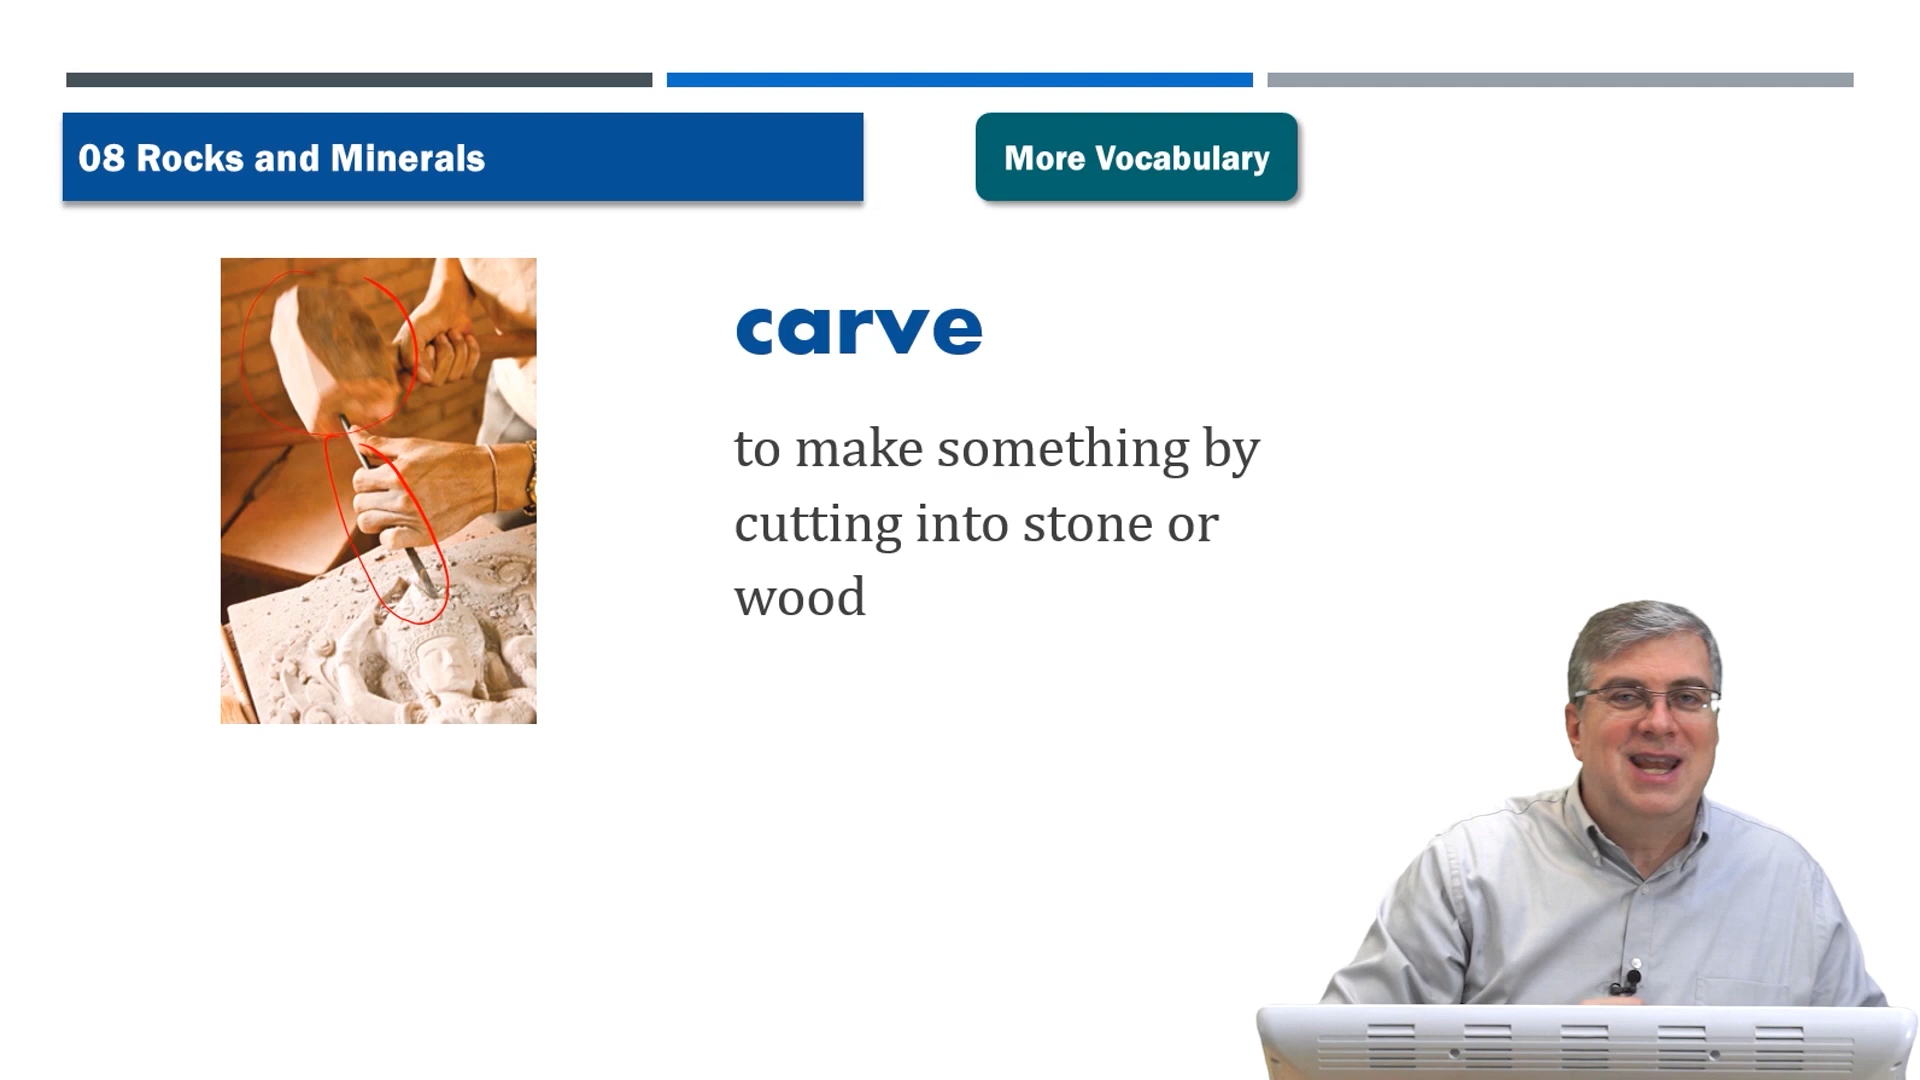 08 Rocks and Minerals
More Vocabulary
carve
to make something by
cutting into stone or
wood